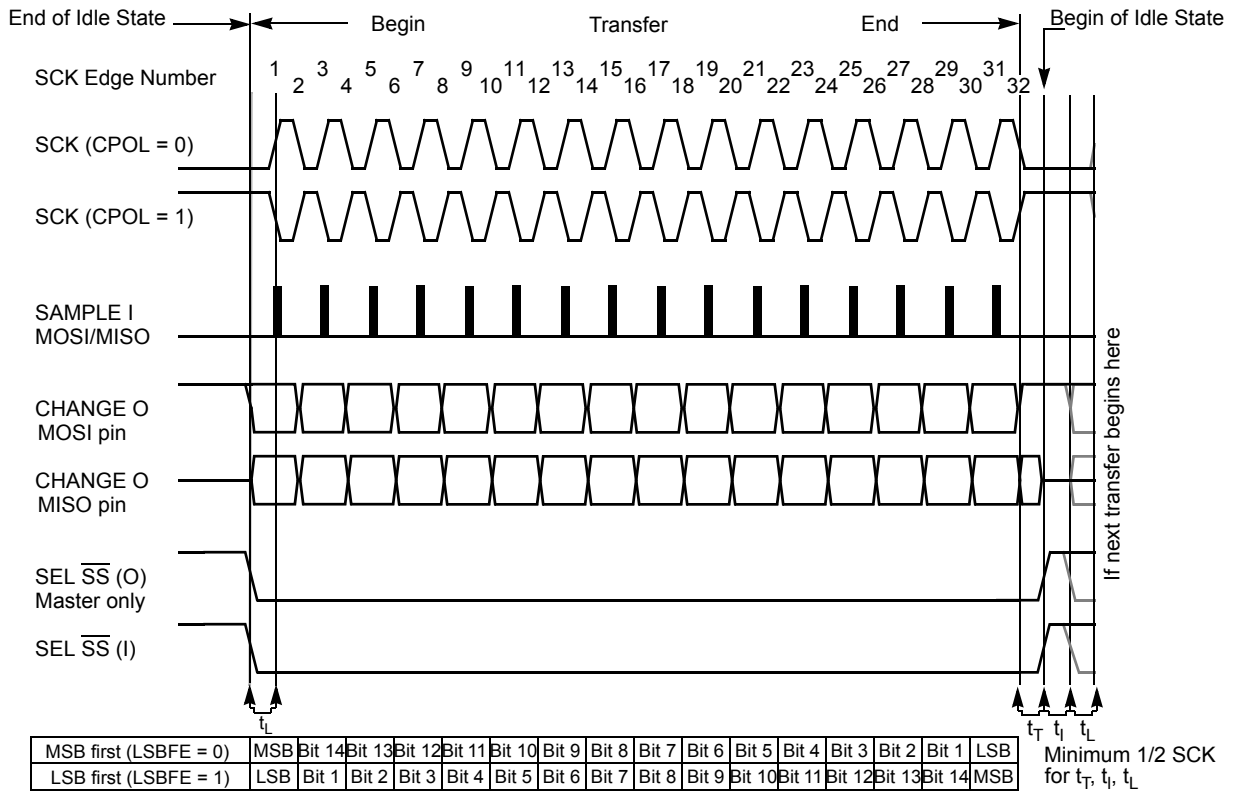 End of Idle State
Begin
Transfer
End
Begin of Idle State
SCK Edge Number
1 2 3 4 5 6 7 8 9 10 11 12 13 14 15 16 17 18 19 20 21 22 23 24 25 26 27 28 29 30 31 32
SCK (CPOL = 0)
SCK (CPOL = 1)
SAMPLE I
MOSI/MISO
CHANGE O
MOSI pin
CHANGE O
MISO pin
SEL SS (O)
Master only
SEL SS (I)
If next transfer begins here
tL
tT tI tL
MSB first (LSBFE = 0) MSB Bit 14 Bit 13 Bit 12 Bit 11 Bit 10 Bit 9 Bit 8 Bit 7 Bit 6 Bit 5 Bit 4 Bit 3 Bit 2 Bit 1 LSB
LSB first (LSBFE = 1) LSB Bit 1 Bit 2 Bit 3 Bit 4 Bit 5 Bit 6 Bit 7 Bit 8 Bit 9 Bit 10 Bit 11 Bit 12 Bit 13 Bit 14 MSB
Minimum 1/2 SCK
for tT, tI, tL